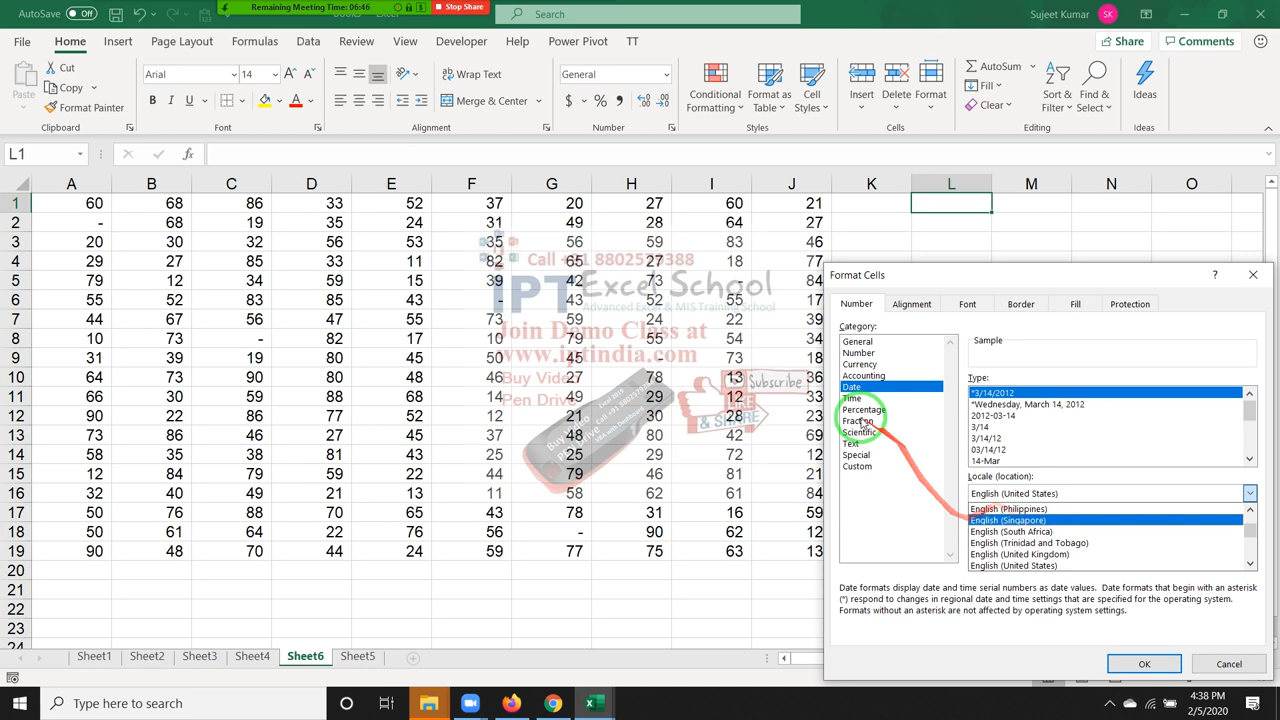 AutoSave Off
Remaining Meeting Time: 06:46
Stop Share
Search
Sujeet Kumar SK
File Home Insert Page Layout Formulas Data Review View Developer Help Power Pivot TT
Share Comments
Paste
Cut
Copy
Format Painter
Clipboard
Arial 14
B I U
Font
Wrap Text
Merge & Center
Alignment
General
$ % ,
Number
Conditional Formatting
Format as Table
Cell Styles
Styles
Insert Delete Format
Cells
AutoSum
Fill
Clear
Sort & Filter
Find & Select
Editing
Ideas
Ideas
L1 fx
A B C D E F G H I J K L M N O
1 60 68 86 33 52 37 20 27 60 21
2 - 68 19 35 24 31 49 28 64 27
3 20 30 32 56 53 35 56 59 83 46
4 29 27 85 33 11 82 65 27 18 77
5 79 12 34 59 15 39 42 73 - 84
6 55 52 83 85 43 - 43 52 55 17
7 44 67 56 47 55 73 59 24 22 39
8 10 73 - 82 17 10 79 55 54 34
9 31 39 19 80 45 50 45 - 73 18
10 64 73 90 80 48 46 27 78 13 36
11 66 24 43 90 68 14 49 29 12 33
12 90 22 86 77 52 12 21 30 28 23
13 73 86 46 27 43 37 48 80 42 69
14 58 35 38 81 43 25 25 29 72 12
15 12 84 79 59 22 13 79 46 81 21
16 32 40 49 21 13 11 58 62 61 84
17 50 76 88 70 65 43 78 31 16 59
18 50 61 64 22 76 56 - 90 62 12
19 90 48 70 44 24 59 77 75 63 13
20
21
22
23
24
Call +91 8802579388
IPT Excel School
Advanced Excel & MIS Training School
Join Demo Class at
www.iptindia.com
Buy Video
Pen Drive
Subscribe
LIKE
& SHARE
Format Cells ?
Number Alignment Font Border Fill Protection
Category:
General
Number
Currency
Accounting
Date
Time
Percentage
Fraction
Scientific
Text
Special
Custom
Sample
Type:
*3/14/2012
*Wednesday, March 14, 2012
2012-03-14
3/14
3/14/12
03/14/12
14-Mar
Locale (location):
English (United States)
English (Philippines)
English (Singapore)
English (South Africa)
English (Trinidad and Tobago)
English (United Kingdom)
English (United States)
Date formats display date and time serial numbers as date values. Date formats that begin with an asterisk
(*) respond to changes in regional date and time settings that are specified for the operating system.
Formats without an asterisk are not affected by operating system settings.
OK Cancel
Sheet1 Sheet2 Sheet3 Sheet4 Sheet6 Sheet5
Type here to search
4:38 PM
2/5/2020